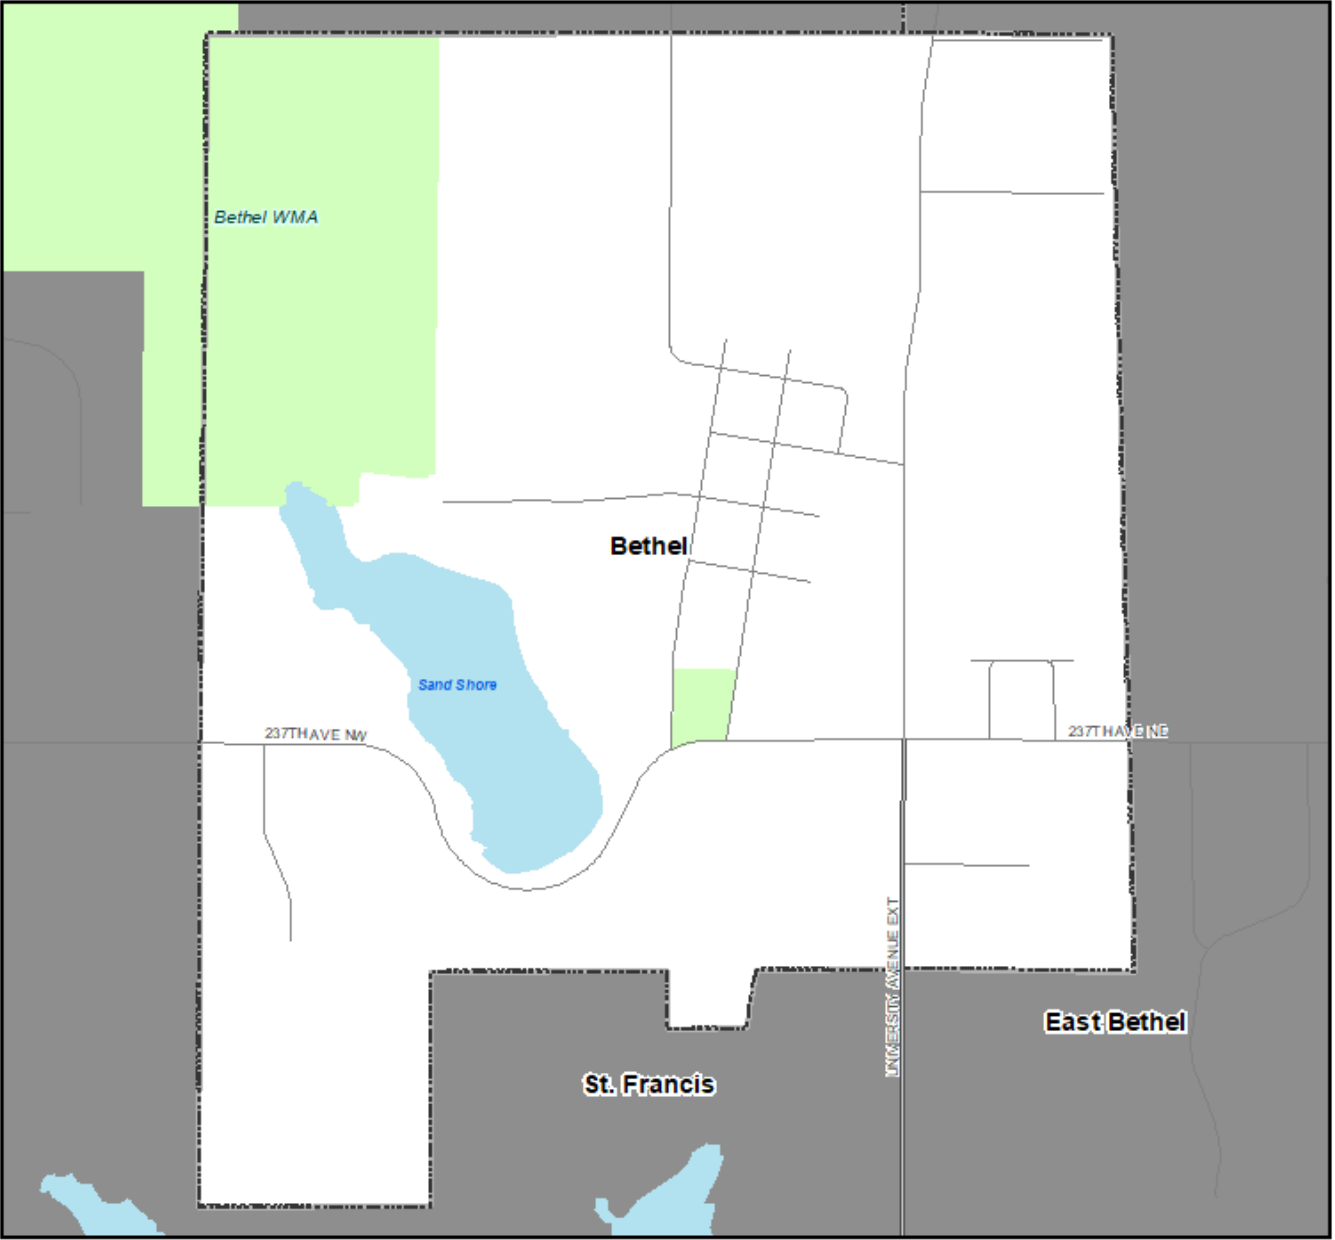 Bethel WMA
Bethel
Sand Shore
237TH AVE NW
237TH AVE NE
UNIVERSITY AVENUE EXT
East Bethel
St. Francis